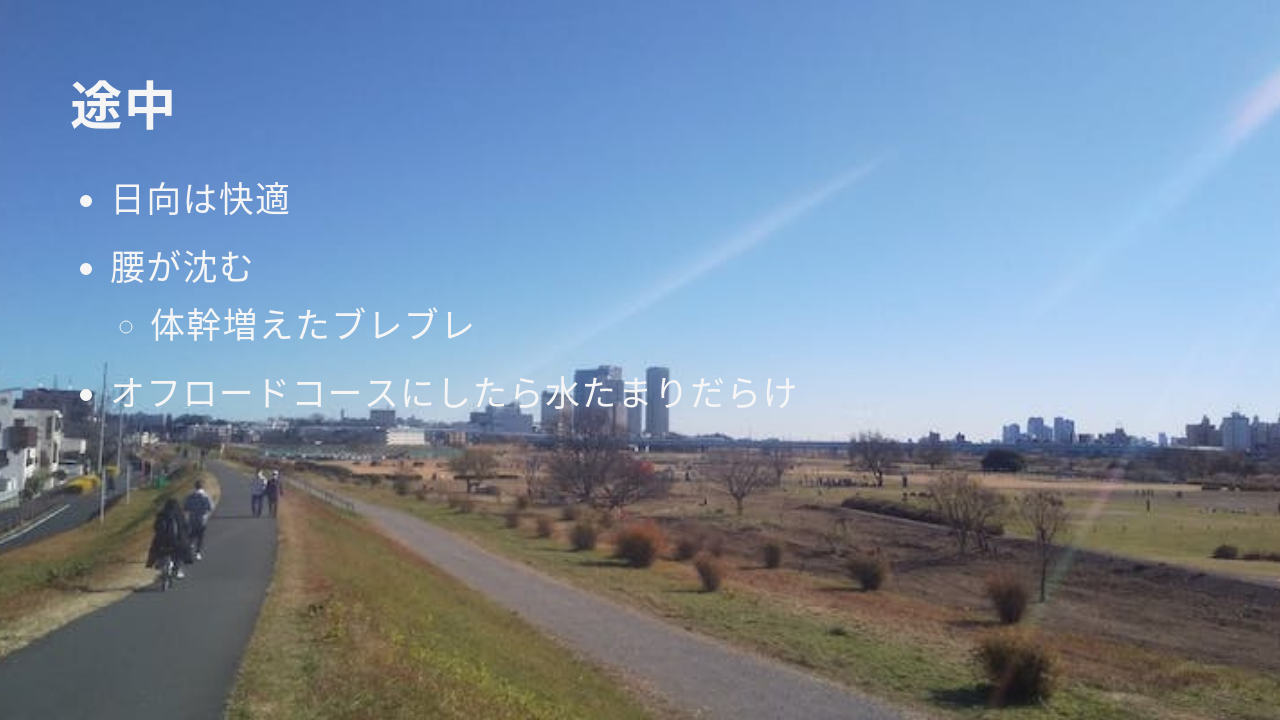 途中
日向は快適
腰が沈む
体幹増えたブレブレ
オフロードコースにしたら水たまりだらけ